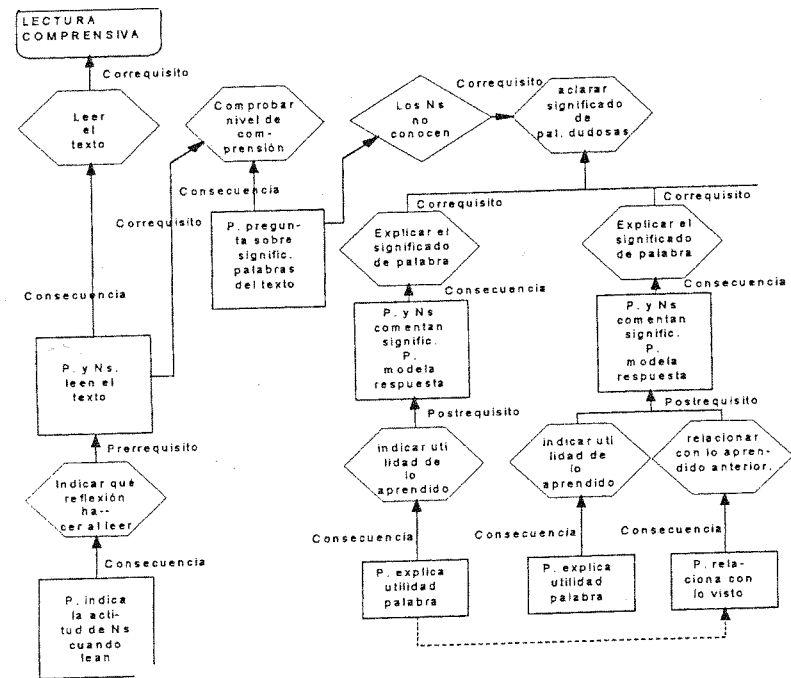 LECTURA
COMPRENSIVA
Correquisito
Leer
el
texto
Comprobar
nivel de
com-
prensión
Los Ns
no
conocen
Correquisito
aclarar
significado
de
pal. dudosas
Consecuencia
Correquisito
P. pregun-
ta sobre
signific.
palabras
del texto
Correquisito
Explicar el
significado
de palabra
Correquisito
Explicar el
significado
de palabra
Consecuencia
Consecuencia
Consecuencia
P. y Ns.
leen el
texto
P. y Ns
comentan
signific.
P.
modela
respuesta
P. y Ns
comentan
signific.
P.
modela
respuesta
Prerrequisito
Postrequisito
Postrequisito
Indicar qué
reflexión
ha--
cer al leer
indicar uti
lidad de
lo
aprendido
indicar uti
lidad de
lo
aprendido
relacionar
con lo apren-
dido anterior.
Consecuencia
Consecuencia
Consecuencia
Consecuencia
P. indica
la acti-
tud de Ns
cuando
lean
P. explica
utilidad
palabra
P. explica
utilidad
palabra
P. rela-
ciona con
lo visto